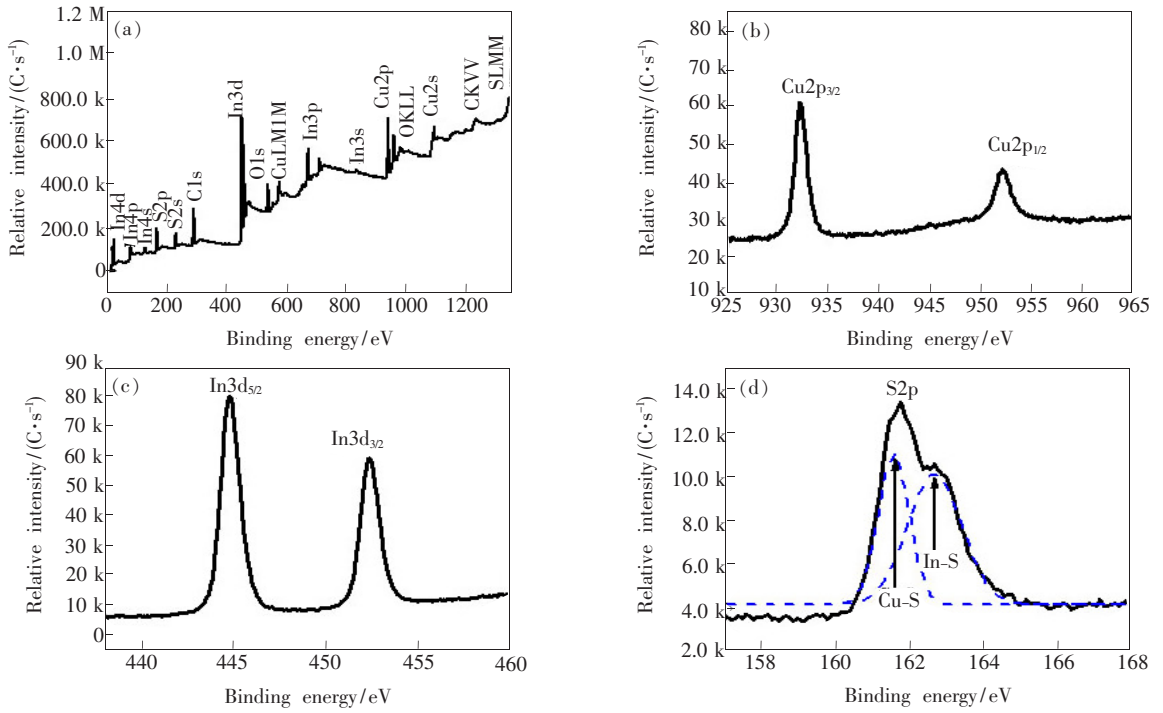 (a)
1.2 M
1.0 M
800.0 k
600.0 k
400.0 k
200.0 k
0
Relative intensity/(C·s⁻¹)
In4d
In4p
In4s
S2p
S2s
C1s
In3d
O1s
CuLM1M
In3p
In3s
Cu2p
OKLL
Cu2s
CKVV
SLMM
0 200 400 600 800 1000 1200
Binding energy/eV
(b)
80 k
70 k
60 k
50 k
40 k
30 k
20 k
10 k
Relative intensity/(C·s⁻¹)
Cu2p3/2
Cu2p1/2
925 930 935 940 945 950 955 960 965
Binding energy/eV
(c)
90 k
80 k
70 k
60 k
50 k
40 k
30 k
20 k
10 k
0
Relative intensity/(C·s⁻¹)
In3d5/2
In3d3/2
440 445 450 455 460
Binding energy/eV
(d)
14.0 k
12.0 k
10.0 k
8.0 k
6.0 k
4.0 k
2.0 k
Relative intensity/(C·s⁻¹)
S2p
In-S
Cu-S
158 160 162 164 166 168
Binding energy/eV